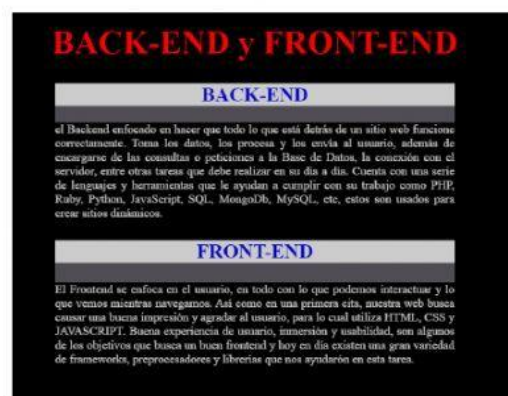 BACK-END y FRONT-END
BACK-END
el Backend enfocado en hacer que todo lo que está detrás de un sitio web funcione
correctamente. Toma los datos, los procesa y los envía al usuario, además de
encargarse de las consultas o peticiones a la Base de Datos, la conexión con el
servidor, entre otras tareas que debe realizar en su día a día. Cuenta con una serie
de lenguajes y herramientas que le ayudan a cumplir con su trabajo como PHP,
Ruby, Python, JavaScript, SQL, MongoDb, MySQL, etc, estos son usados para
crear sitios dinámicos.
FRONT-END
El Frontend se enfoca en el usuario, en todo con lo que podemos interactuar y lo
que vemos mientras navegamos. Así como en una primera cita, nuestra web busca
causar una buena impresión y agradar al usuario, para lo cual utiliza HTML, CSS y
JAVASCRIPT. Buena experiencia de usuario, inmersión y usabilidad, son algunos
de los objetivos que busca un buen frontend y hoy en día existen una gran variedad
de frameworks, preprocesadores y librerías que nos ayudarán en esta tarea.